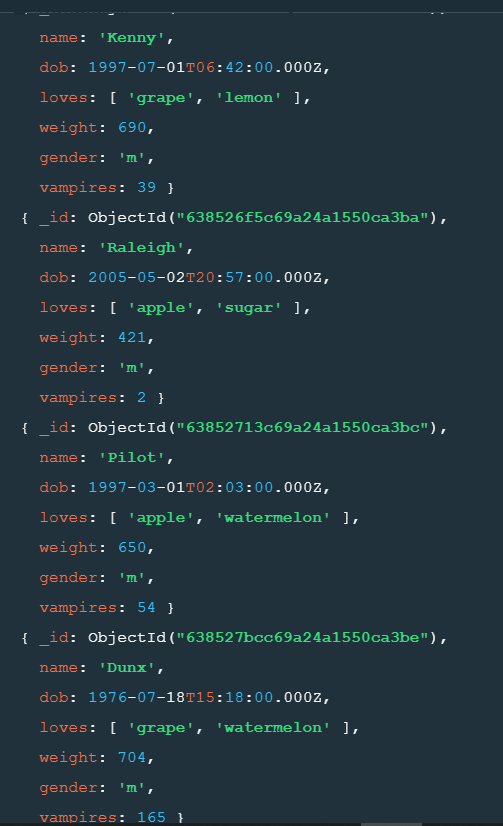 name: 'Kenny',
dob: 1997-07-01T06:42:00.000Z,
loves: [ 'grape', 'lemon' ],
weight: 690,
gender: 'm',
vampires: 39 }
{ _id: ObjectId("638526f5c69a24a1550ca3ba"),
name: 'Raleigh',
dob: 2005-05-02T20:57:00.000Z,
loves: [ 'apple', 'sugar' ],
weight: 421,
gender: 'm',
vampires: 2 }
{ _id: ObjectId("63852713c69a24a1550ca3bc"),
name: 'Pilot',
dob: 1997-03-01T02:03:00.000Z,
loves: [ 'apple', 'watermelon' ],
weight: 650,
gender: 'm',
vampires: 54 }
{ _id: ObjectId("638527bcc69a24a1550ca3be"),
name: 'Dunx',
dob: 1976-07-18T15:18:00.000Z,
loves: [ 'grape', 'watermelon' ],
weight: 704,
gender: 'm',
vampires: 165 }